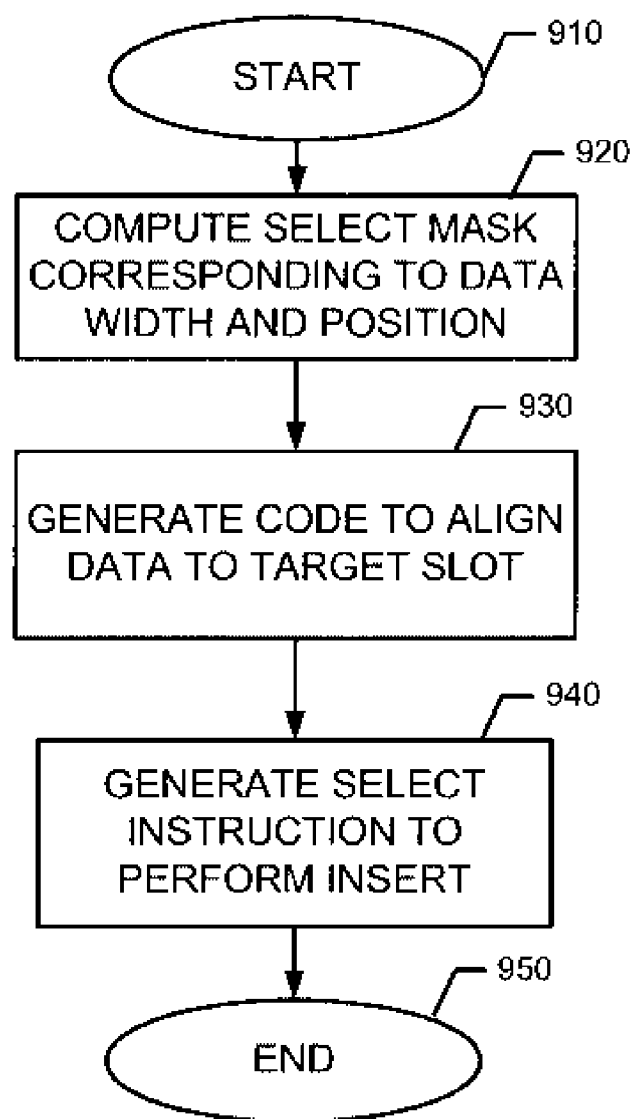 910
START
920
COMPUTE SELECT MASK
CORRESPONDING TO DATA
WIDTH AND POSITION
930
GENERATE CODE TO ALIGN
DATA TO TARGET SLOT
940
GENERATE SELECT
INSTRUCTION TO
PERFORM INSERT
950
END